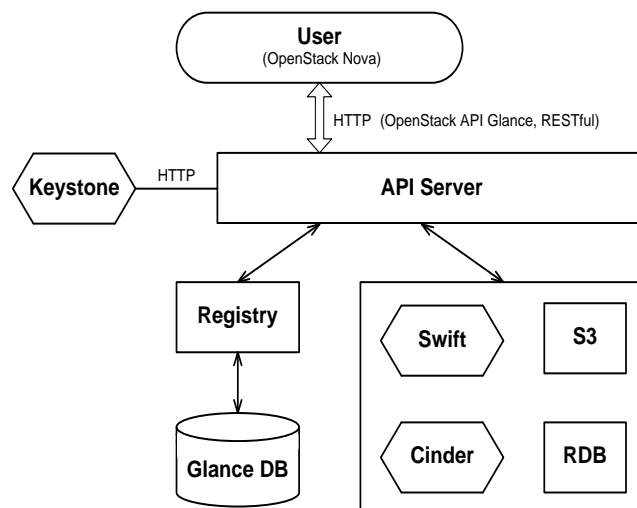 User
(OpenStack Nova)
HTTP (OpenStack API Glance, RESTful)
Keystone
HTTP
API Server
Registry
Swift
S3
Glance DB
Cinder
RDB